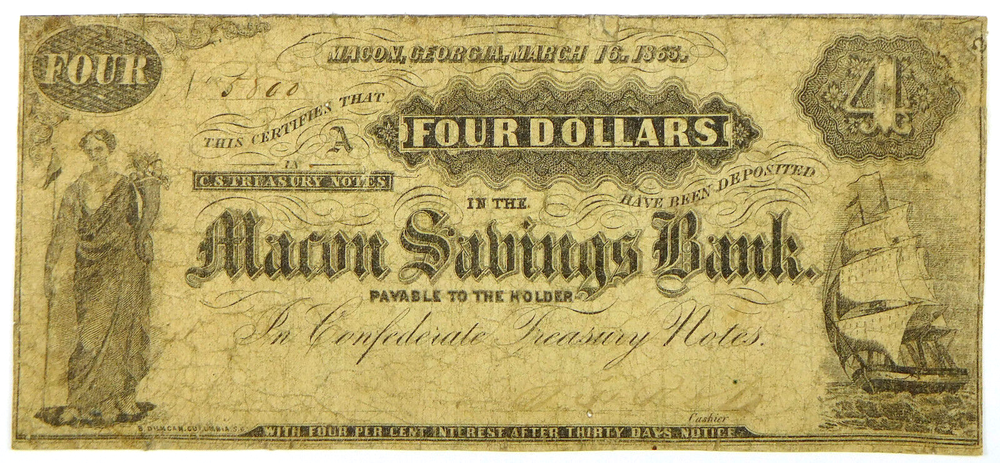 FOUR
MACON, GEORGIA, MARCH 16. 1863.
4
No 5860
THIS CERTIFIES THAT
A
FOUR DOLLARS
IN
C.S. TREASURY NOTES
HAVE BEEN DEPOSITED
IN THE
Macon Savings Bank.
PAYABLE TO THE HOLDER
In Confederate Treasury Notes.
Cashier
B DUNCAN, COLUMBIA S.C.
WITH FOUR PER CENT INTEREST AFTER THIRTY DAYS NOTICE.